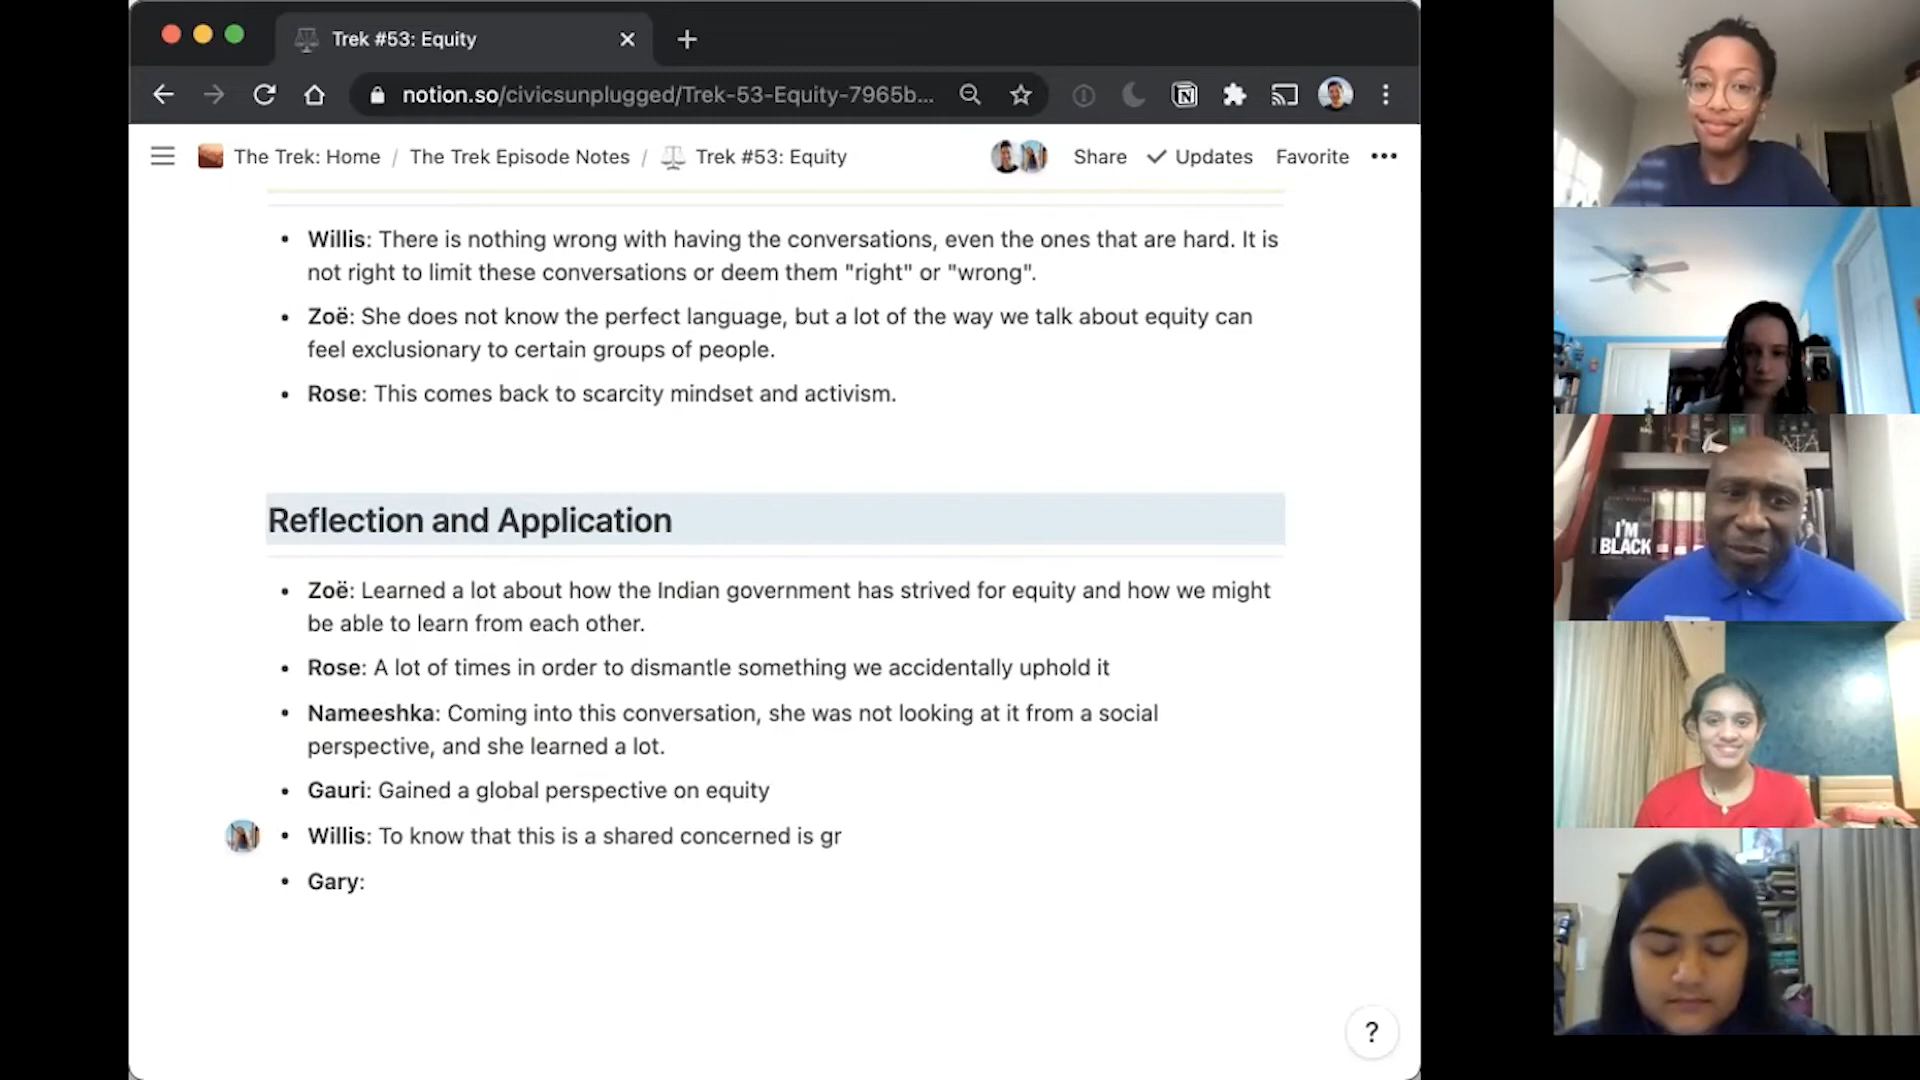 Trek #53: Equity
notion.so/civicsunplugged/Trek-53-Equity-7965b...
The Trek: Home / The Trek Episode Notes / Trek #53: Equity
Share Updates Favorite
Willis: There is nothing wrong with having the conversations, even the ones that are hard. It is
not right to limit these conversations or deem them "right" or "wrong".
Zoë: She does not know the perfect language, but a lot of the way we talk about equity can
feel exclusionary to certain groups of people.
Rose: This comes back to scarcity mindset and activism.
Reflection and Application
Zoë: Learned a lot about how the Indian government has strived for equity and how we might
be able to learn from each other.
Rose: A lot of times in order to dismantle something we accidentally uphold it
Nameeshka: Coming into this conversation, she was not looking at it from a social
perspective, and she learned a lot.
Gauri: Gained a global perspective on equity
Willis: To know that this is a shared concerned is gr
Gary:
?
I'M
BLACK